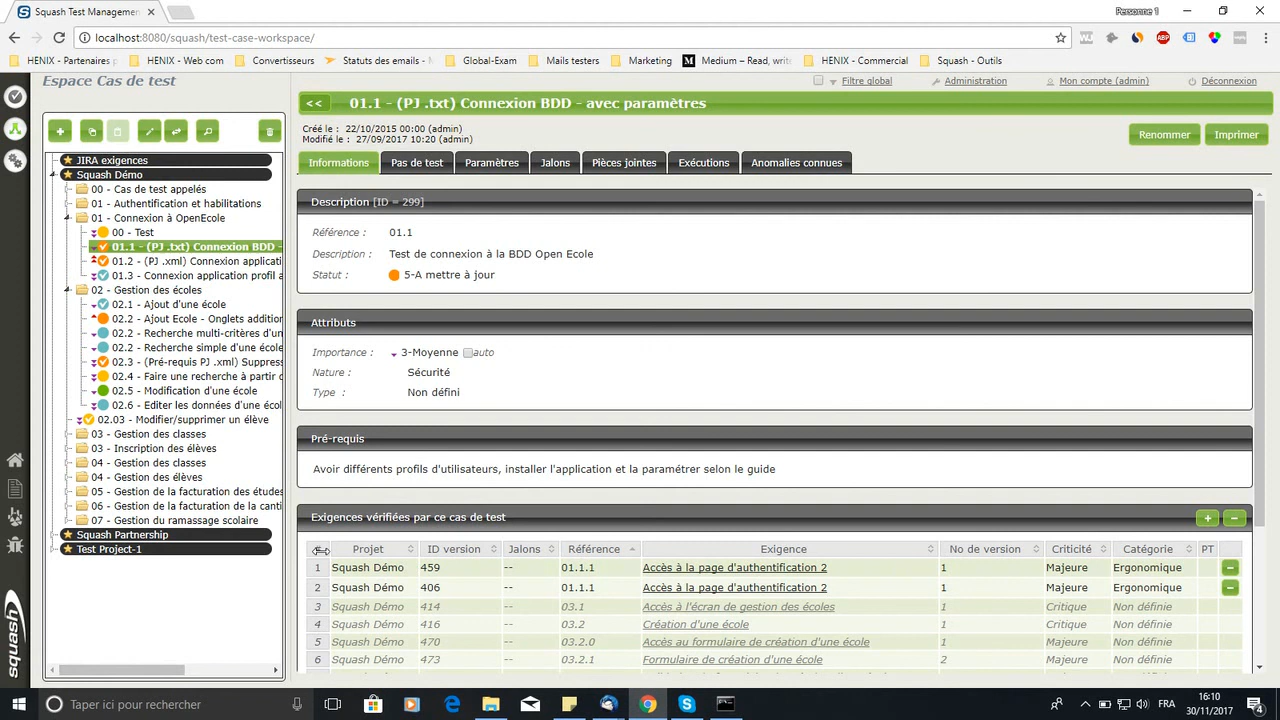 Squash Test Managemen
Personne 1
localhost:8080/squash/test-case-workspace/
HENIX - Partenaires
HENIX - Web com
Convertisseurs
Statuts des emails -
Global-Exam
Mails testers
Marketing
Medium – Read, write
HENIX - Commercial
Squash - Outils
Espace Cas de test
Filtre global
Administration
Mon compte (admin)
Déconnexion
<< 01.1 - (PJ .txt) Connexion BDD - avec paramètres
Créé le : 22/10/2015 00:00 (admin)
Modifié le : 27/09/2017 10:20 (admin)
Renommer
Imprimer
Informations
Pas de test
Paramètres
Jalons
Pièces jointes
Exécutions
Anomalies connues
JIRA exigences
Squash Démo
00 - Cas de test appelés
01 - Authentification et habilitations
01 - Connexion à OpenEcole
00 - Test
01.1 - (PJ .txt) Connexion BDD -
01.2 - (PJ .xml) Connexion applicati
01.3 - Connexion application profil a
02 - Gestion des écoles
02.1 - Ajout d'une école
02.2 - Ajout Ecole - Onglets addition
02.2 - Recherche multi-critères d'un
02.2 - Recherche simple d'une école
02.3 - (Pré-requis PJ .xml) Suppres
02.4 - Faire une recherche à partir d
02.5 - Modification d'une école
02.6 - Editer les données d'une écol
02.03 - Modifier/supprimer un élève
03 - Gestion des classes
03 - Inscription des élèves
04 - Gestion des classes
04 - Gestion des élèves
05 - Gestion de la facturation des études
06 - Gestion de la facturation de la canti
07 - Gestion du ramassage scolaire
Squash Partnership
Test Project-1
Description [ID = 299]
Référence : 01.1
Description : Test de connexion à la BDD Open Ecole
Statut : 5-A mettre à jour
Attributs
Importance : 3-Moyenne auto
Nature : Sécurité
Type : Non défini
Pré-requis
Avoir différents profils d'utilisateurs, installer l'application et la paramétrer selon le guide
Exigences vérifiées par ce cas de test
Projet ID version Jalons Référence Exigence No de version Criticité Catégorie PT
1 Squash Démo 459 -- 01.1.1 Accès à la page d'authentification 2 1 Majeure Ergonomique
2 Squash Démo 406 -- 01.1.1 Accès à la page d'authentification 2 1 Majeure Ergonomique
3 Squash Démo 414 -- 03.1 Accès à l'écran de gestion des écoles 1 Critique Non définie
4 Squash Démo 416 -- 03.2 Création d'une école 1 Critique Non définie
5 Squash Démo 470 -- 03.2.0 Accès au formulaire de création d'une école 1 Majeure Non définie
6 Squash Démo 473 -- 03.2.1 Formulaire de création d'une école 2 Majeure Non définie
squash
Taper ici pour rechercher
FRA
16:10
30/11/2017
4